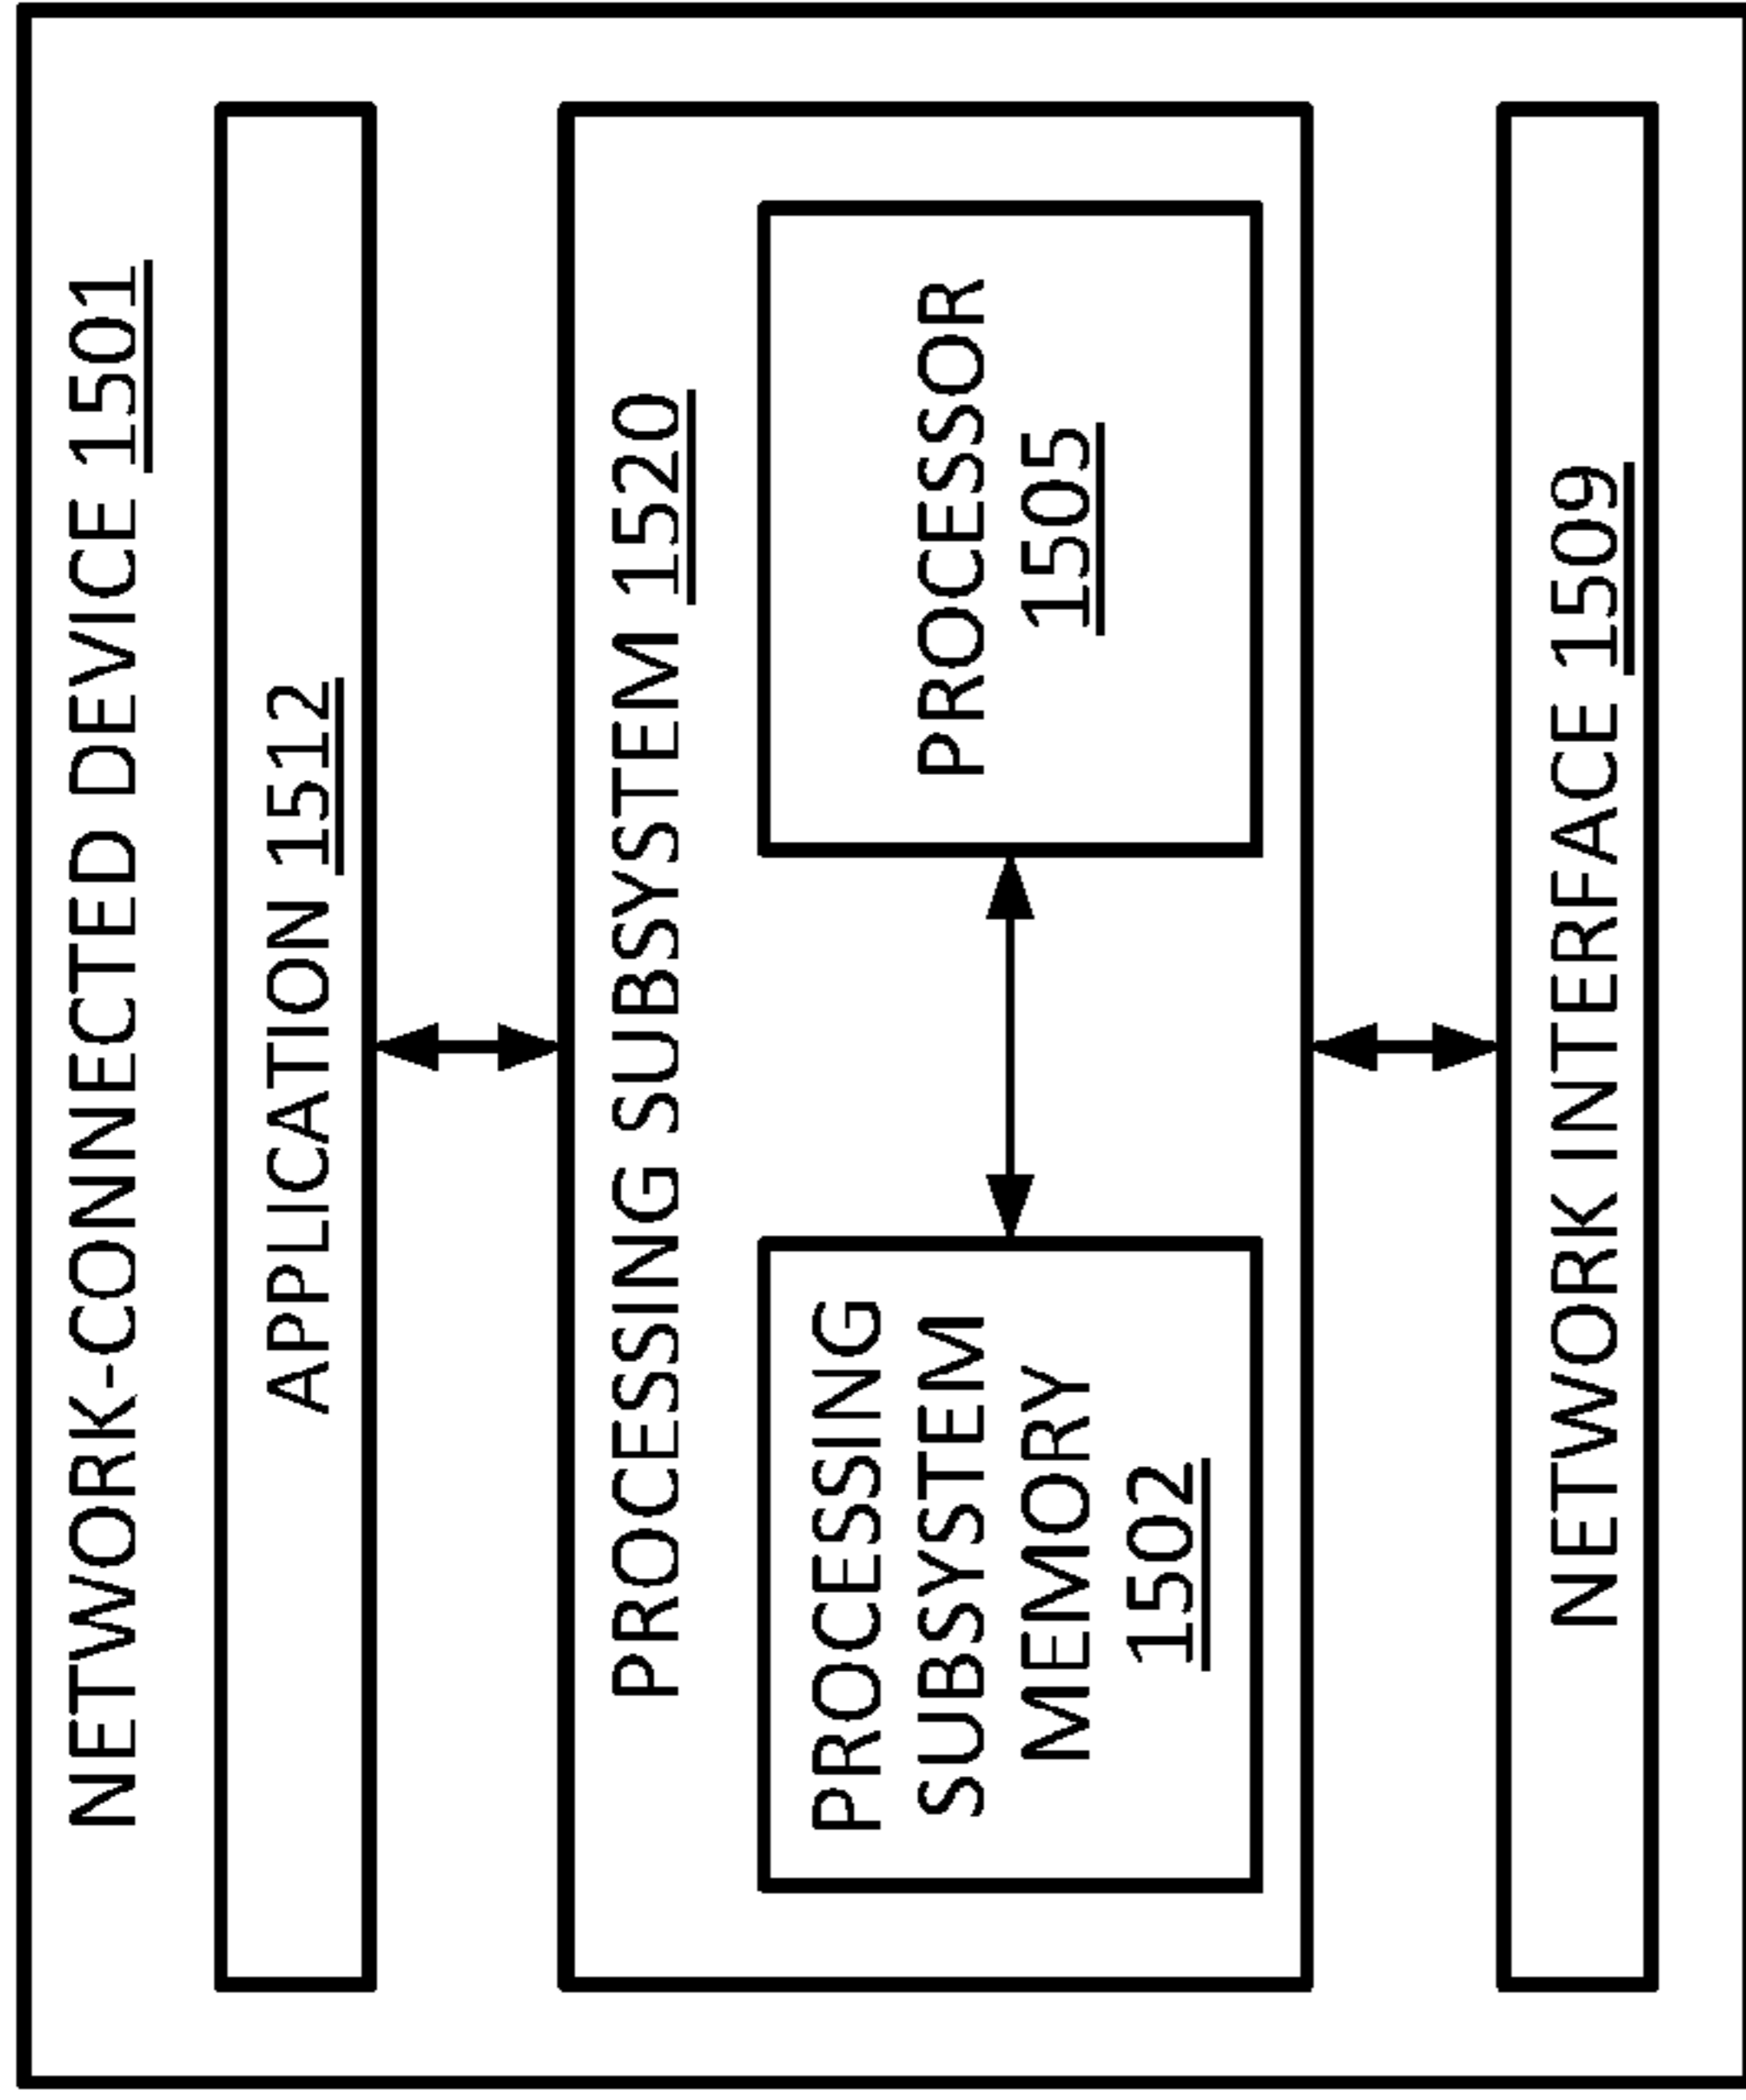 NETWORK-CONNECTED DEVICE 1501
APPLICATION 1512
PROCESSING SUBSYSTEM 1520
PROCESSING
SUBSYSTEM
MEMORY
1502
PROCESSOR
1505
NETWORK INTERFACE 1509